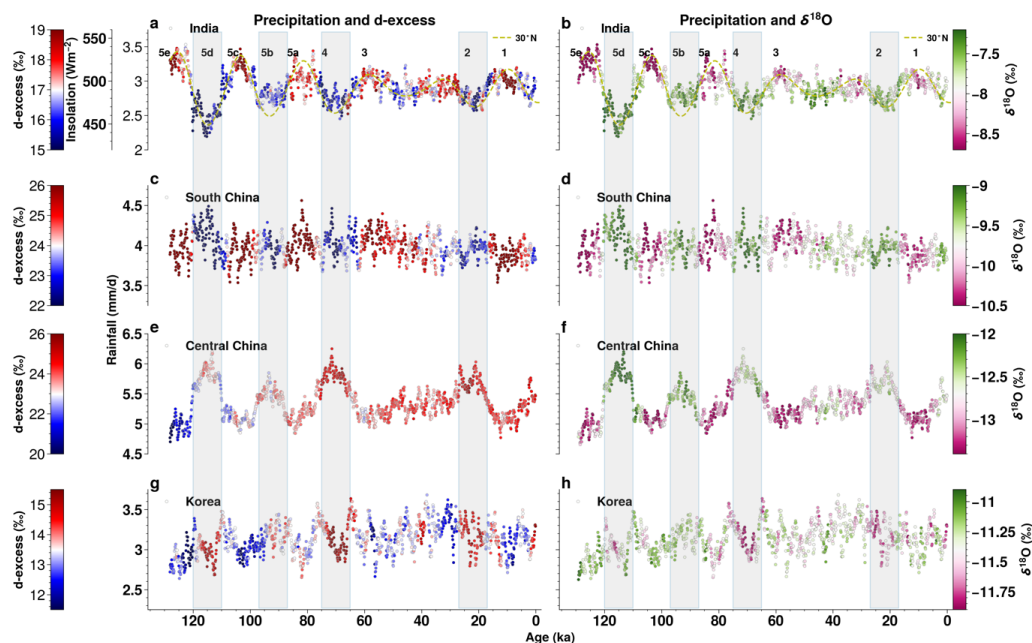 Precipitation and d-excess
Precipitation and δ¹⁸O
a
India
30°N
5e
5d
5c
5b
5a
4
3
2
1
d-excess (‰)
19
18
17
16
15
Insolation (Wm⁻²)
550
500
450
3.5
3
2.5
2
b
India
30°N
5e
5d
5c
5b
5a
4
3
2
1
δ¹⁸O (‰)
−7.5
−8
−8.5
c
South China
d-excess (‰)
26
25
24
23
22
4.5
4
3.5
d
South China
δ¹⁸O (‰)
−9
−9.5
−10
−10.5
Rainfall (mm/d)
e
Central China
d-excess (‰)
26
24
22
20
6.5
6
5.5
5
4.5
f
Central China
δ¹⁸O (‰)
−12
−12.5
−13
g
Korea
d-excess (‰)
15
14
13
12
3.5
3
2.5
h
Korea
δ¹⁸O (‰)
−11
−11.25
−11.5
−11.75
120
100
80
60
40
20
0
120
100
80
60
40
20
0
Age (ka)
Age (ka)